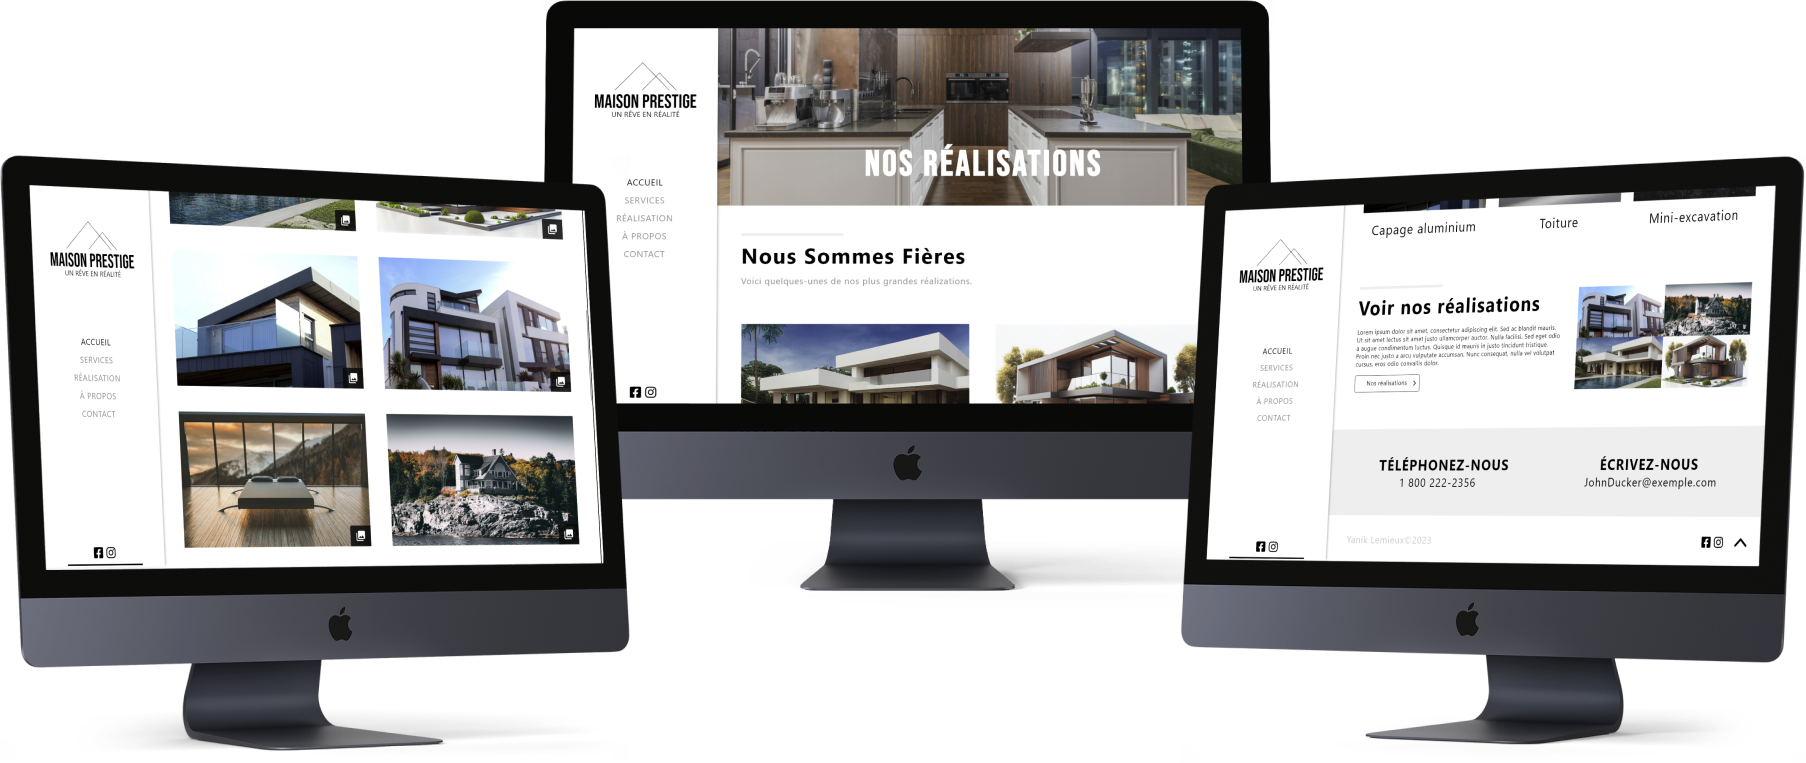 MAISON PRESTIGE
UN RÊVE EN RÉALITÉ
ACCUEIL
SERVICES
RÉALISATION
À PROPOS
CONTACT
MAISON PRESTIGE
UN RÊVE EN RÉALITÉ
ACCUEIL
SERVICES
RÉALISATION
À PROPOS
CONTACT
NOS RÉALISATIONS
Nous Sommes Fières
Voici quelques-unes de nos plus grandes réalizations.
MAISON PRESTIGE
UN RÊVE EN RÉALITÉ
ACCUEIL
SERVICES
RÉALISATION
À PROPOS
CONTACT
Capage aluminium
Toiture
Mini-excavation
Voir nos réalisations
Lorem ipsum dolor sit amet, consectetur adipiscing elit. Sed ac blandit mauris.
Ut sit amet lectus sit amet justo ullamcorper auctor. Nulla facilisi. Sed eget odio
a augue condimentum luctus. Quisque id mauris in justo tincidunt tristique.
Proin nec justo a arcu vulputate accumsan. Nunc consequat, nulla vel volutpat
cursus, eros odio convallis dolor.
Nos réalisations
TÉLÉPHONEZ-NOUS
1 800 222-2356
ÉCRIVEZ-NOUS
JohnDucker@exemple.com
Yanik Lemieux©2023